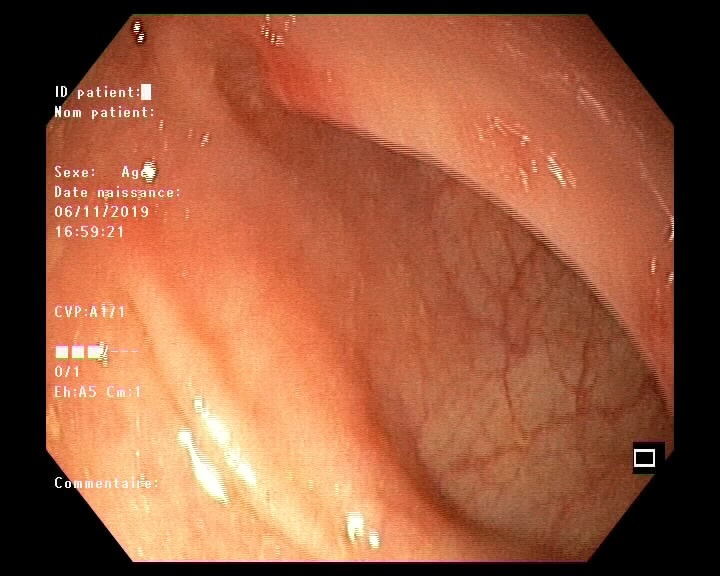 ID patient:
Nom patient:
Sexe: Age
Date naissance:
06/11/2019
16:59:21
CVP:A1/1
0/1
Eh:A5 Cm:1
Commentaire: